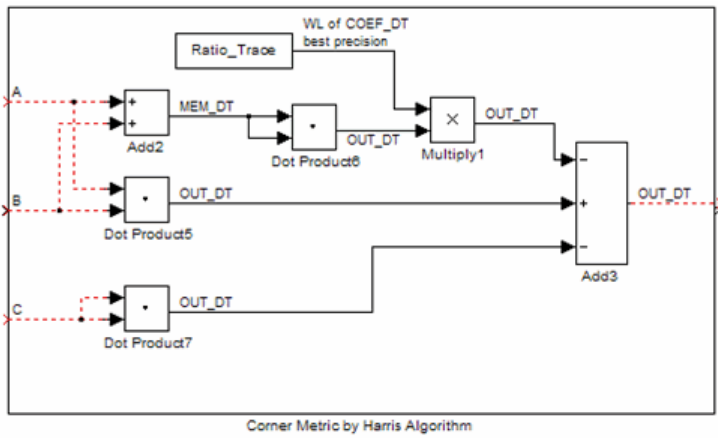 WL of COEF_DT
best precision
Ratio_Trace
A
+
+
MEM_DT
Add2
OUT_DT
Dot Product6
×
OUT_DT
Multiply1
B
OUT_DT
Dot Product5
−
+
−
OUT_DT
Add3
C
OUT_DT
Dot Product7
Corner Metric by Harris Algorithm